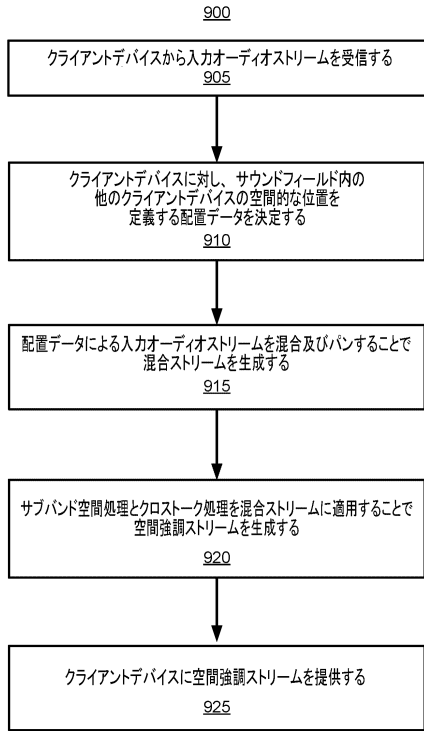 900
クライアントデバイスから入力オーディオストリームを受信する
905
クライアントデバイスに対し、サウンドフィールド内の
他のクライアントデバイスの空間的な位置を
定義する配置データを決定する
910
配置データによる入力オーディオストリームを混合及びパンすることで
混合ストリームを生成する
915
サブバンド空間処理とクロストーク処理を混合ストリームに適用することで
空間強調ストリームを生成する
920
クライアントデバイスに空間強調ストリームを提供する
925